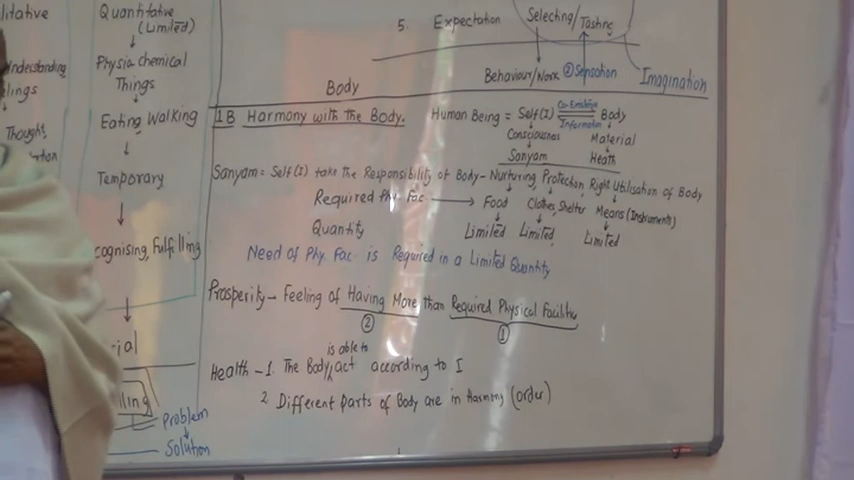 litative
Understanding
lings
Thought,
Quantitative
(Limited)
Physio chemical
Things
Eating Walking
Temporary
cognising, Fulfilling
ial
lling
Problem
Solution
5. Expectation
Selecting/Tasting
Behaviour/Work ② Sensation
Imagination
Body
1B Harmony with the Body.
Human Being = Self(I) Body
Information
Consciousness Material
Sanyam Heath
Sanyam = Self(I) take the Responsibility of Body - Nurturing, Protection, Right Utilisation of Body
Required Phy Fac → Food Clothes, Shelter Means (Instruments)
Quantity Limited Limited Limited
Need of Phy. Fac is Required in a Limited Quantity
Prosperity - Feeling of Having More than Required Physical Facilities
② ①
is able to
Health - 1. The Body act according to I
2. Different parts of Body are in Harmony (order)